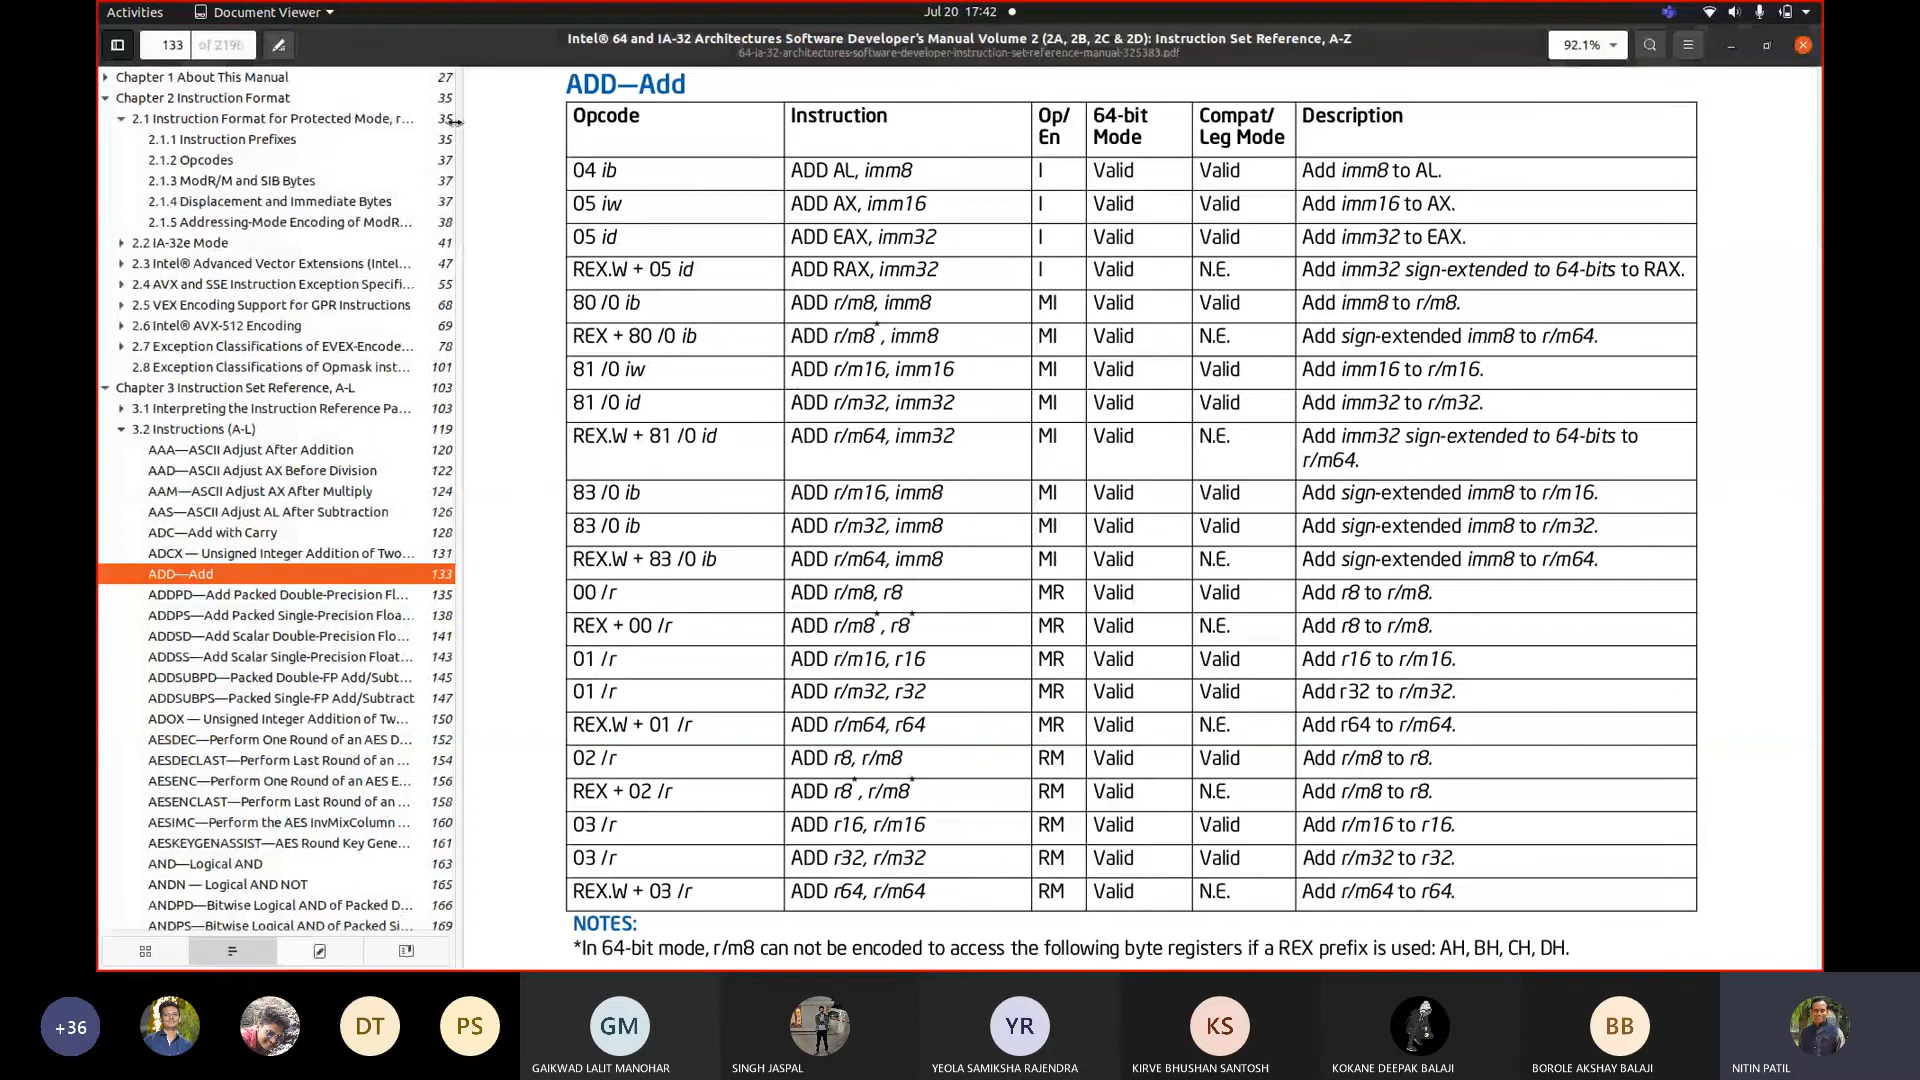 Activities
Document Viewer
Jul 20 17:42
133
of 2198
Intel® 64 and IA-32 Architectures Software Developer's Manual Volume 2 (2A, 2B, 2C & 2D): Instruction Set Reference, A-Z
64-ia-32-architectures-software-developer-instruction-set-reference-manual-325383.pdf
92.1%
Chapter 1 About This Manual 27
Chapter 2 Instruction Format 35
2.1 Instruction Format for Protected Mode, r... 35
2.1.1 Instruction Prefixes 35
2.1.2 Opcodes 37
2.1.3 ModR/M and SIB Bytes 37
2.1.4 Displacement and Immediate Bytes 37
2.1.5 Addressing-Mode Encoding of ModR... 38
2.2 IA-32e Mode 41
2.3 Intel® Advanced Vector Extensions (Intel... 47
2.4 AVX and SSE Instruction Exception Specifi... 55
2.5 VEX Encoding Support for GPR Instructions 68
2.6 Intel® AVX-512 Encoding 69
2.7 Exception Classifications of EVEX-Encode... 78
2.8 Exception Classifications of Opmask inst... 101
Chapter 3 Instruction Set Reference, A-L 103
3.1 Interpreting the Instruction Reference Pa... 103
3.2 Instructions (A-L) 119
AAA—ASCII Adjust After Addition 120
AAD—ASCII Adjust AX Before Division 122
AAM—ASCII Adjust AX After Multiply 124
AAS—ASCII Adjust AL After Subtraction 126
ADC—Add with Carry 128
ADCX — Unsigned Integer Addition of Two... 131
ADD—Add 133
ADDPD—Add Packed Double-Precision Fl... 135
ADDPS—Add Packed Single-Precision Floa... 138
ADDSD—Add Scalar Double-Precision Flo... 141
ADDSS—Add Scalar Single-Precision Float... 143
ADDSUBPD—Packed Double-FP Add/Subt... 145
ADDSUBPS—Packed Single-FP Add/Subtract 147
ADOX — Unsigned Integer Addition of Tw... 150
AESDEC—Perform One Round of an AES D... 152
AESDECLAST—Perform Last Round of an ... 154
AESENC—Perform One Round of an AES E... 156
AESENCLAST—Perform Last Round of an ... 158
AESIMC—Perform the AES InvMixColumn ... 160
AESKEYGENASSIST—AES Round Key Gene... 161
AND—Logical AND 163
ANDN — Logical AND NOT 165
ANDPD—Bitwise Logical AND of Packed D... 166
ANDPS—Bitwise Logical AND of Packed Si... 169
ADD—Add
Opcode Instruction Op/ En 64-bit Mode Compat/ Leg Mode Description
04 ib ADD AL, imm8 I Valid Valid Add imm8 to AL.
05 iw ADD AX, imm16 I Valid Valid Add imm16 to AX.
05 id ADD EAX, imm32 I Valid Valid Add imm32 to EAX.
REX.W + 05 id ADD RAX, imm32 I Valid N.E. Add imm32 sign-extended to 64-bits to RAX.
80 /0 ib ADD r/m8, imm8 MI Valid Valid Add imm8 to r/m8.
REX + 80 /0 ib ADD r/m8*, imm8 MI Valid N.E. Add sign-extended imm8 to r/m64.
81 /0 iw ADD r/m16, imm16 MI Valid Valid Add imm16 to r/m16.
81 /0 id ADD r/m32, imm32 MI Valid Valid Add imm32 to r/m32.
REX.W + 81 /0 id ADD r/m64, imm32 MI Valid N.E. Add imm32 sign-extended to 64-bits to
r/m64.
83 /0 ib ADD r/m16, imm8 MI Valid Valid Add sign-extended imm8 to r/m16.
83 /0 ib ADD r/m32, imm8 MI Valid Valid Add sign-extended imm8 to r/m32.
REX.W + 83 /0 ib ADD r/m64, imm8 MI Valid N.E. Add sign-extended imm8 to r/m64.
00 /r ADD r/m8, r8 MR Valid Valid Add r8 to r/m8.
REX + 00 /r ADD r/m8*, r8* MR Valid N.E. Add r8 to r/m8.
01 /r ADD r/m16, r16 MR Valid Valid Add r16 to r/m16.
01 /r ADD r/m32, r32 MR Valid Valid Add r32 to r/m32.
REX.W + 01 /r ADD r/m64, r64 MR Valid N.E. Add r64 to r/m64.
02 /r ADD r8, r/m8 RM Valid Valid Add r/m8 to r8.
REX + 02 /r ADD r8*, r/m8* RM Valid N.E. Add r/m8 to r8.
03 /r ADD r16, r/m16 RM Valid Valid Add r/m16 to r16.
03 /r ADD r32, r/m32 RM Valid Valid Add r/m32 to r32.
REX.W + 03 /r ADD r64, r/m64 RM Valid N.E. Add r/m64 to r64.
NOTES:
*In 64-bit mode, r/m8 can not be encoded to access the following byte registers if a REX prefix is used: AH, BH, CH, DH.
+36
DT
PS
GM
YR
KS
BB
GAIKWAD LALIT MANOHAR
SINGH JASPAL
YEOLA SAMIKSHA RAJENDRA
KIRVE BHUSHAN SANTOSH
KOKANE DEEPAK BALAJI
BOROLE AKSHAY BALAJI
NITIN PATIL